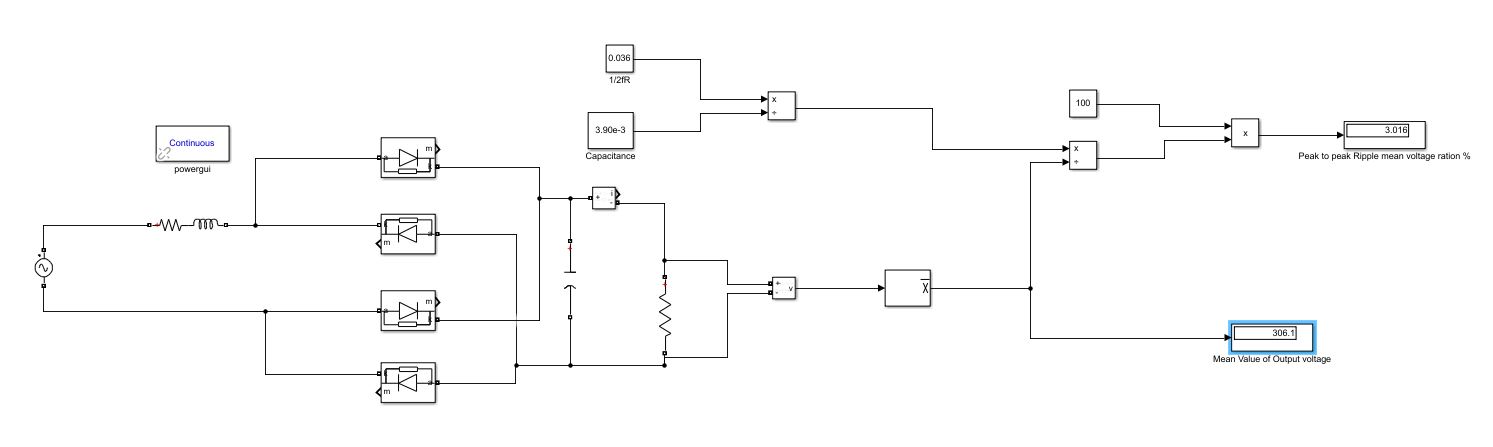 0.036
1/2fR
3.90e-3
Capacitance
x
÷
100
x
÷
x
3.016
Peak to peak Ripple mean voltage ration %
Continuous
powergui
a
m
k
k
m
a
a
m
k
k
m
a
+
i
-
+
+
+
+
+
-
v
X
306.1
Mean Value of Output voltage